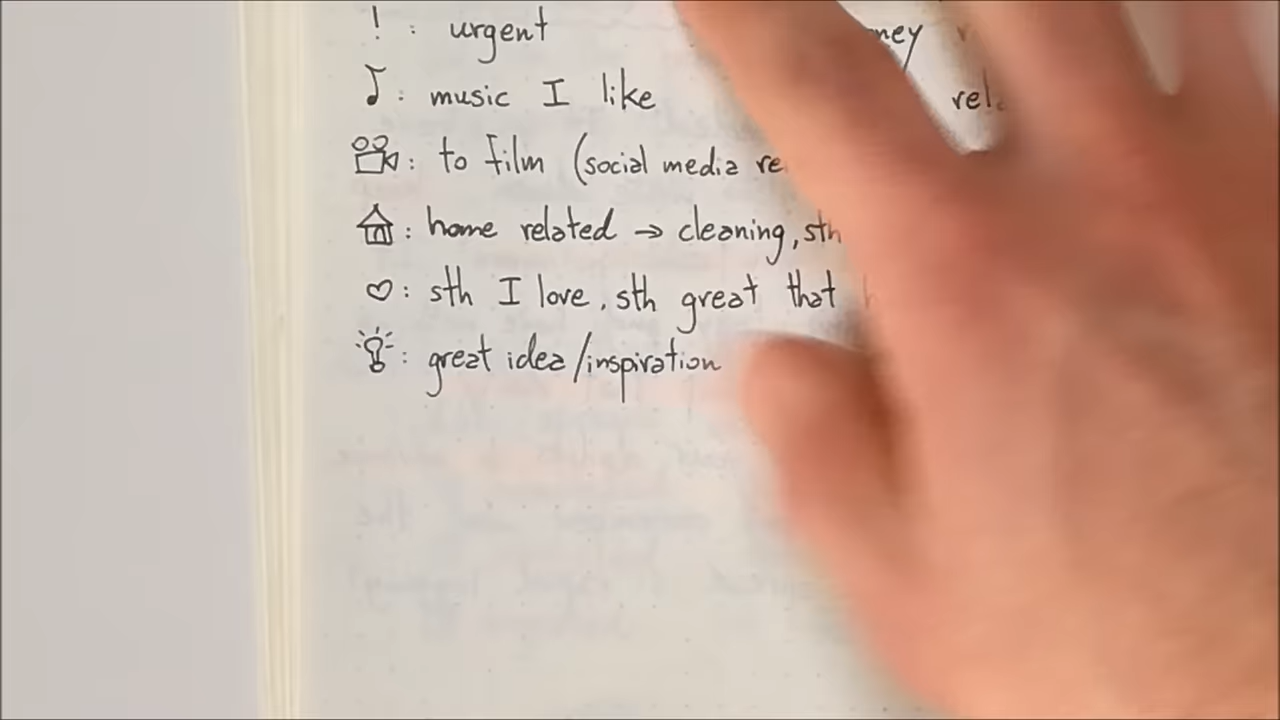 ! : urgent
: music I like
: to film (social media
: home related → cleaning, sth
♡ : sth I love, sth great that
: great idea/inspiration